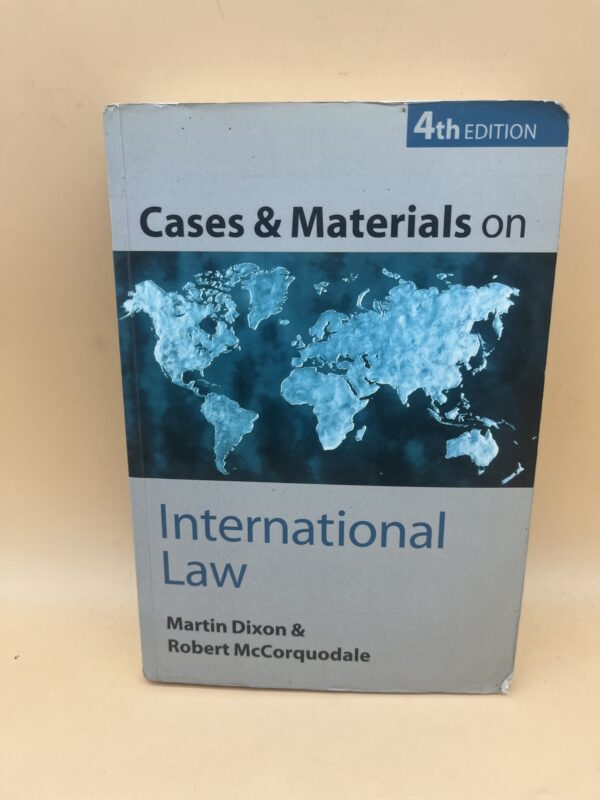 4th EDITION
Cases & Materials on
International
Law
Martin Dixon &
Robert McCorquodale